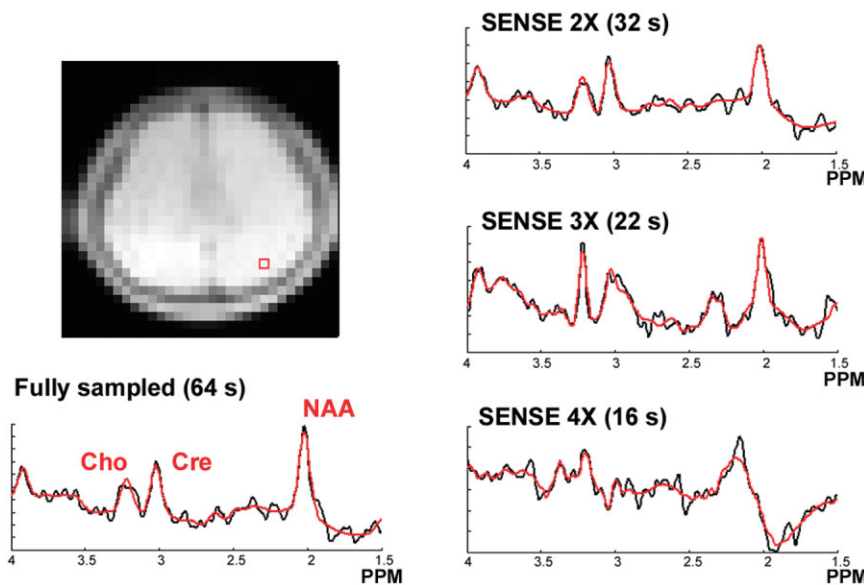 SENSE 2X (32 s)
4 3.5 3 2.5 2 1.5
PPM
SENSE 3X (22 s)
4 3.5 3 2.5 2 1.5
PPM
Fully sampled (64 s)
NAA
Cho Cre
4 3.5 3 2.5 2 1.5
PPM
SENSE 4X (16 s)
4 3.5 3 2.5 2 1.5
PPM